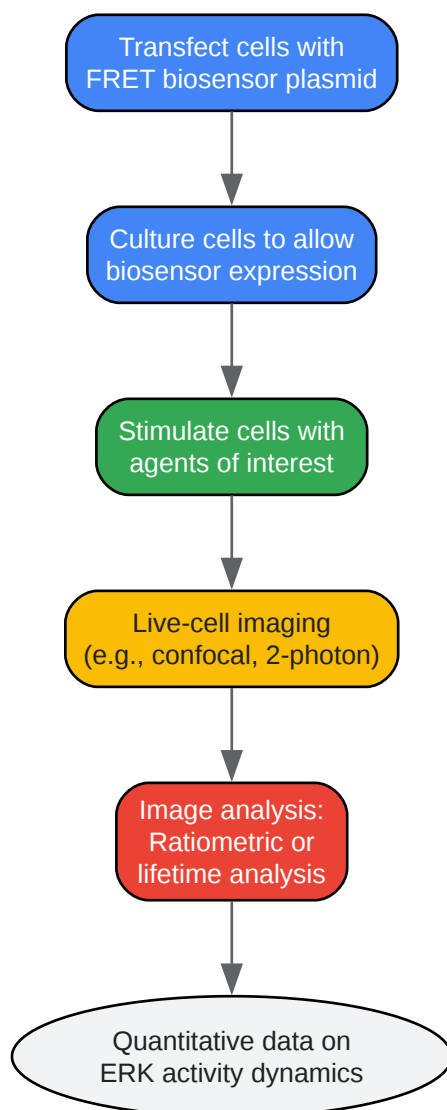 Transfect cells with
FRET biosensor plasmid
Culture cells to allow
biosensor expression
Stimulate cells with
agents of interest
Live-cell imaging
(e.g., confocal, 2-photon)
Image analysis:
Ratiometric or
lifetime analysis
Quantitative data on
ERK activity dynamics